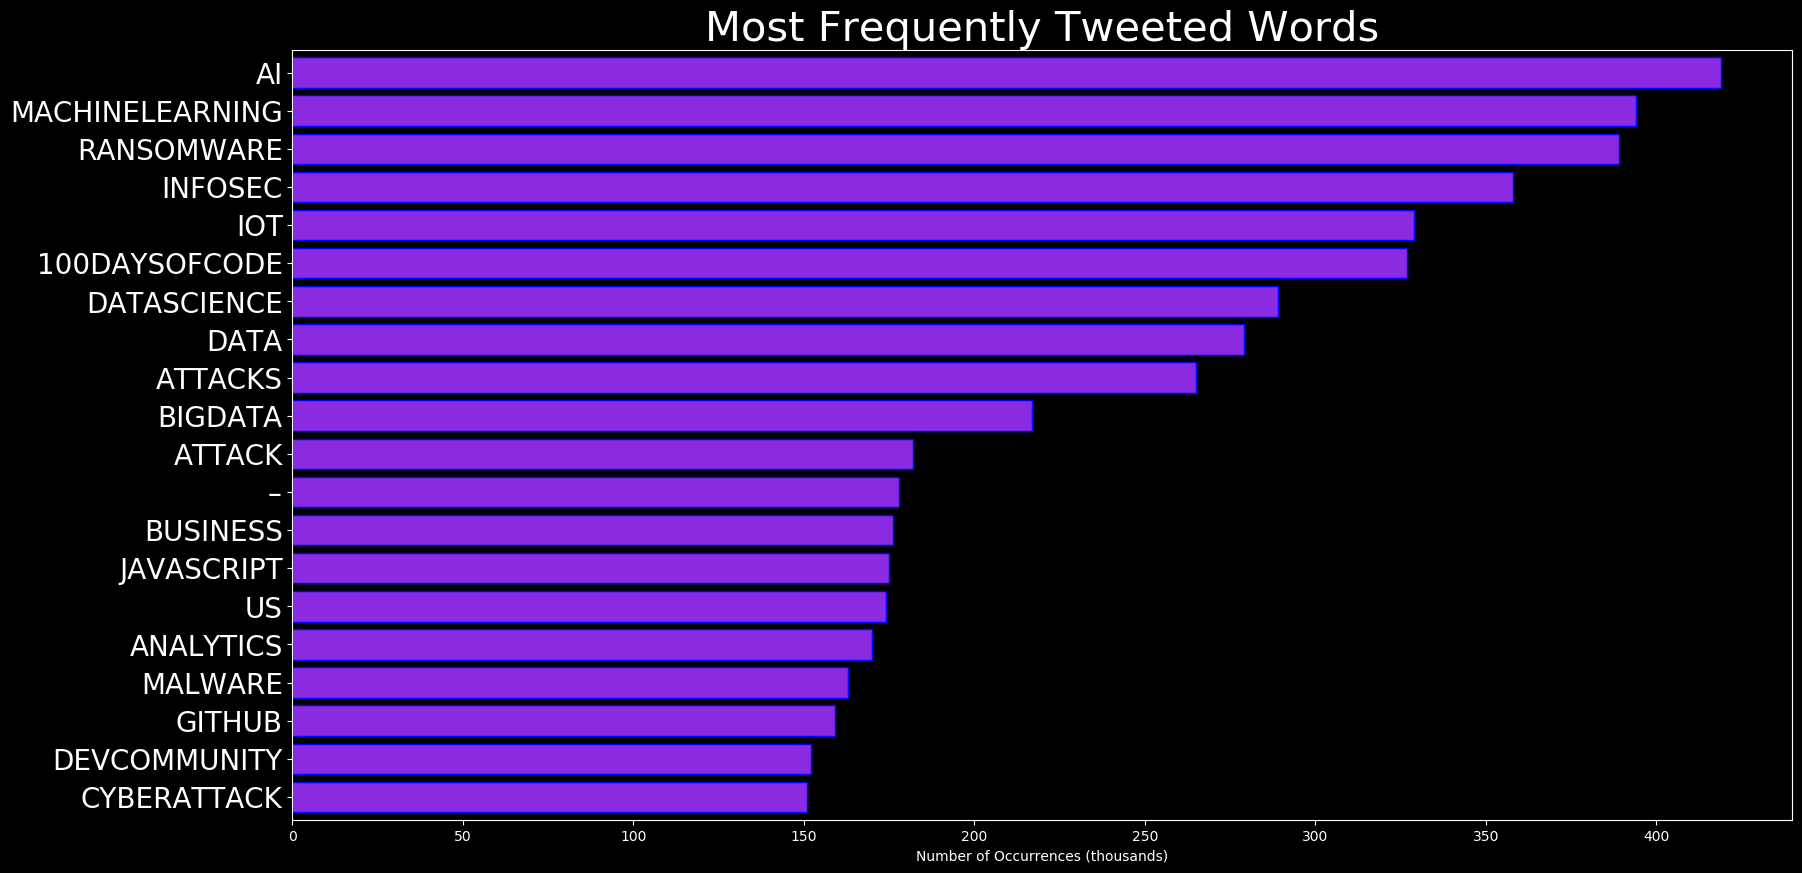 Most Frequently Tweeted Words
AI
MACHINELEARNING
RANSOMWARE
INFOSEC
IOT
100DAYSOFCODE
DATASCIENCE
DATA
ATTACKS
BIGDATA
ATTACK
–
BUSINESS
JAVASCRIPT
US
ANALYTICS
MALWARE
GITHUB
DEVCOMMUNITY
CYBERATTACK
0 50 100 150 200 250 300 350 400
Number of Occurrences (thousands)